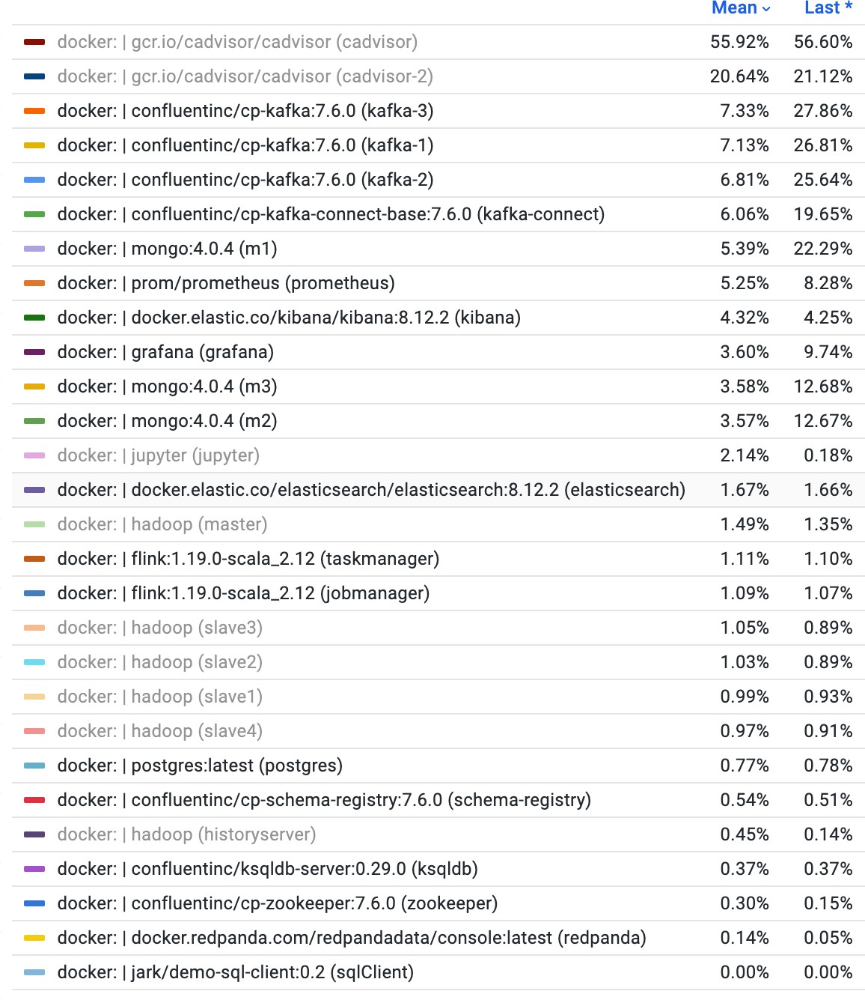 Mean Last *
docker: | gcr.io/cadvisor/cadvisor (cadvisor) 55.92% 56.60%
docker: | gcr.io/cadvisor/cadvisor (cadvisor-2) 20.64% 21.12%
docker: | confluentinc/cp-kafka:7.6.0 (kafka-3) 7.33% 27.86%
docker: | confluentinc/cp-kafka:7.6.0 (kafka-1) 7.13% 26.81%
docker: | confluentinc/cp-kafka:7.6.0 (kafka-2) 6.81% 25.64%
docker: | confluentinc/cp-kafka-connect-base:7.6.0 (kafka-connect) 6.06% 19.65%
docker: | mongo:4.0.4 (m1) 5.39% 22.29%
docker: | prom/prometheus (prometheus) 5.25% 8.28%
docker: | docker.elastic.co/kibana/kibana:8.12.2 (kibana) 4.32% 4.25%
docker: | grafana (grafana) 3.60% 9.74%
docker: | mongo:4.0.4 (m3) 3.58% 12.68%
docker: | mongo:4.0.4 (m2) 3.57% 12.67%
docker: | jupyter (jupyter) 2.14% 0.18%
docker: | docker.elastic.co/elasticsearch/elasticsearch:8.12.2 (elasticsearch) 1.67% 1.66%
docker: | hadoop (master) 1.49% 1.35%
docker: | flink:1.19.0-scala_2.12 (taskmanager) 1.11% 1.10%
docker: | flink:1.19.0-scala_2.12 (jobmanager) 1.09% 1.07%
docker: | hadoop (slave3) 1.05% 0.89%
docker: | hadoop (slave2) 1.03% 0.89%
docker: | hadoop (slave1) 0.99% 0.93%
docker: | hadoop (slave4) 0.97% 0.91%
docker: | postgres:latest (postgres) 0.77% 0.78%
docker: | confluentinc/cp-schema-registry:7.6.0 (schema-registry) 0.54% 0.51%
docker: | hadoop (historyserver) 0.45% 0.14%
docker: | confluentinc/ksqldb-server:0.29.0 (ksqldb) 0.37% 0.37%
docker: | confluentinc/cp-zookeeper:7.6.0 (zookeeper) 0.30% 0.15%
docker: | docker.redpanda.com/redpandadata/console:latest (redpanda) 0.14% 0.05%
docker: | jark/demo-sql-client:0.2 (sqlClient) 0.00% 0.00%